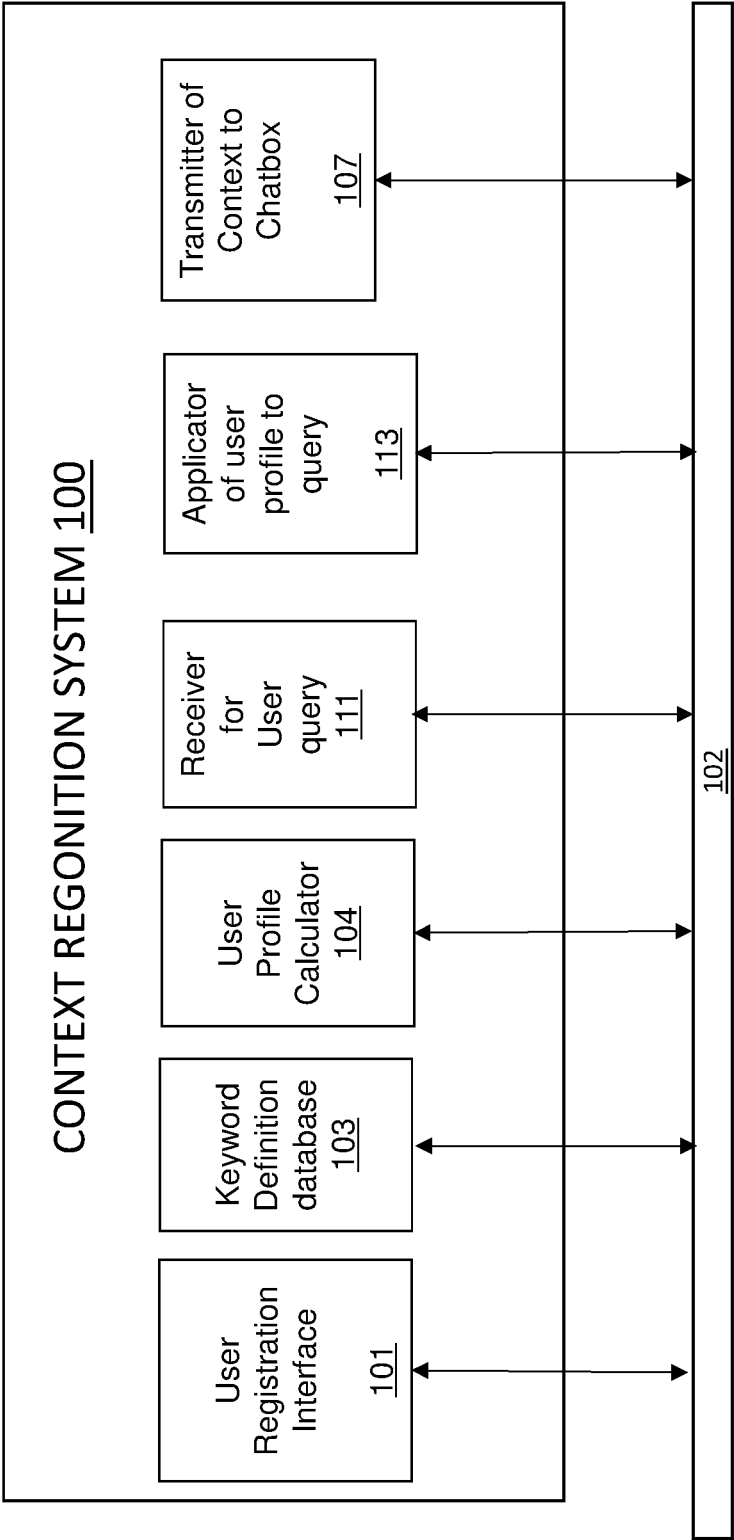 CONTEXT REGONITION SYSTEM 100
User
Registration
Interface
101
Keyword
Definition
database
103
User
Profile
Calculator
104
Receiver
for
User
query
111
Applicator
of user
profile to
query
113
Transmitter of
Context to
Chatbox
107
102